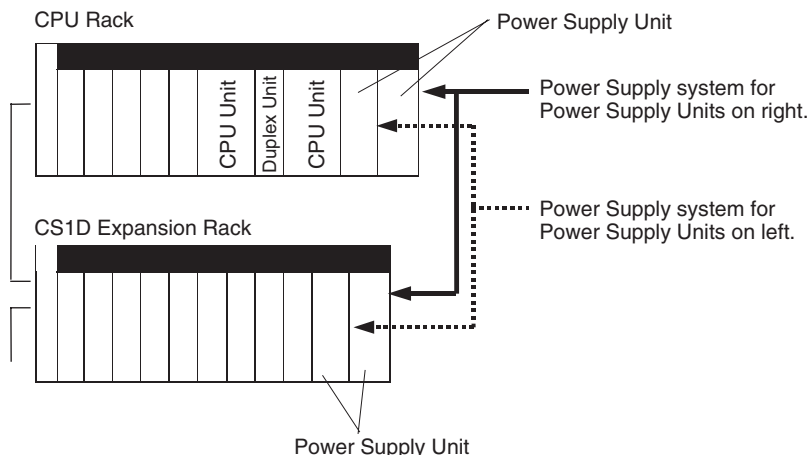 CPU Rack
Power Supply Unit
CPU Unit
Duplex Unit
CPU Unit
Power Supply system for
Power Supply Units on right.
Power Supply system for
Power Supply Units on left.
CS1D Expansion Rack
Power Supply Unit